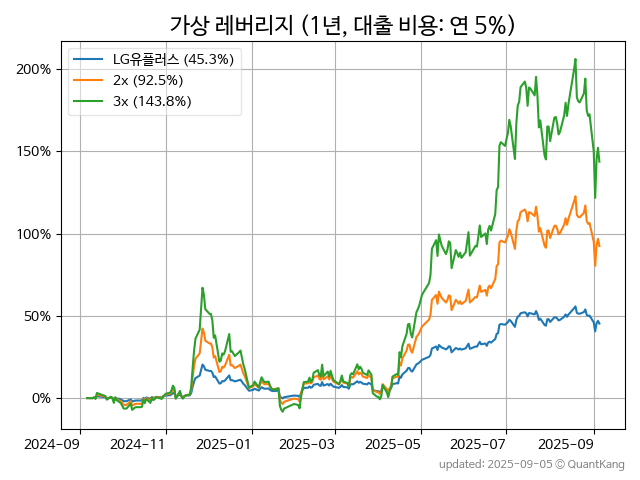 가상 레버리지 (1년, 대출 비용: 연 5%)
LG유플러스 (45.3%)
2x (92.5%)
3x (143.8%)
200%
150%
100%
50%
0%
2024-09 2024-11 2025-01 2025-03 2025-05 2025-07 2025-09
updated: 2025-09-05 © QuantKang